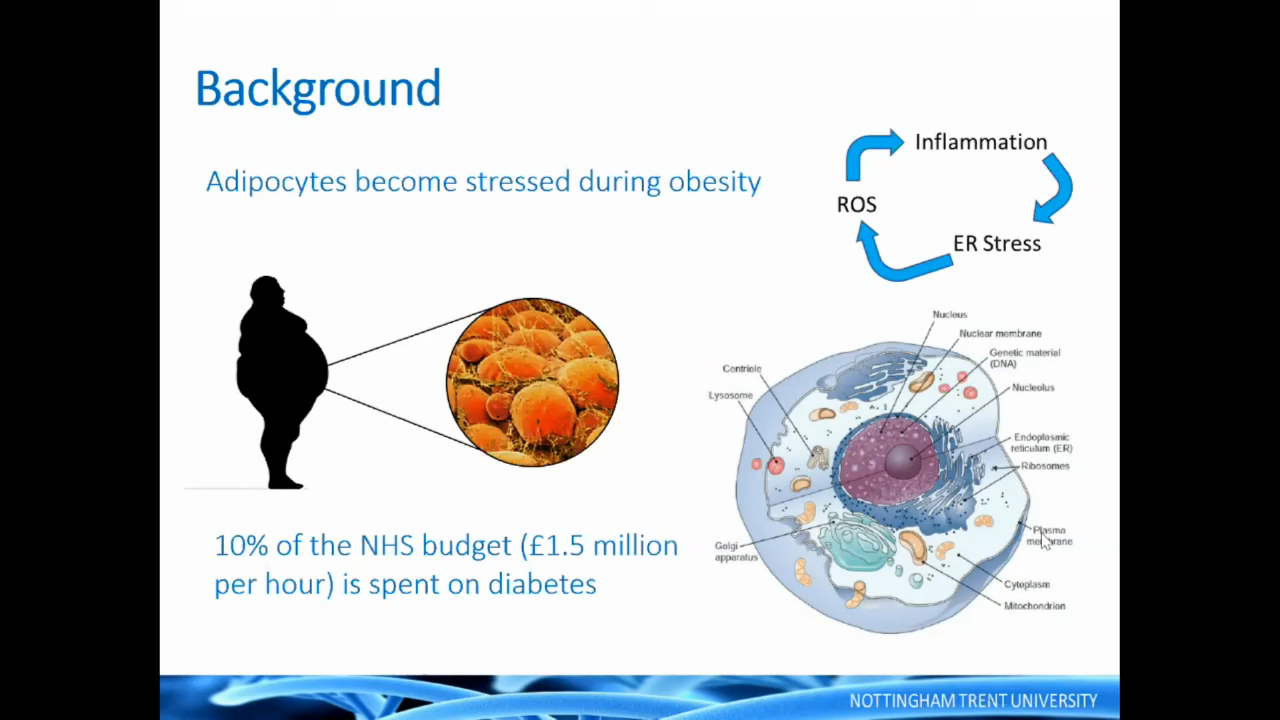 Background
Adipocytes become stressed during obesity
Inflammation
ROS
ER Stress
Nucleus
Nuclear membrane
Genetic material
(DNA)
Centriole
Nucleolus
Lysosome
Endoplasmic
reticulum (ER)
Ribosomes
Plasma
membrane
Golgi
apparatus
Cytoplasm
Mitochondrion
10% of the NHS budget (£1.5 million
per hour) is spent on diabetes
NOTTINGHAM TRENT UNIVERSITY